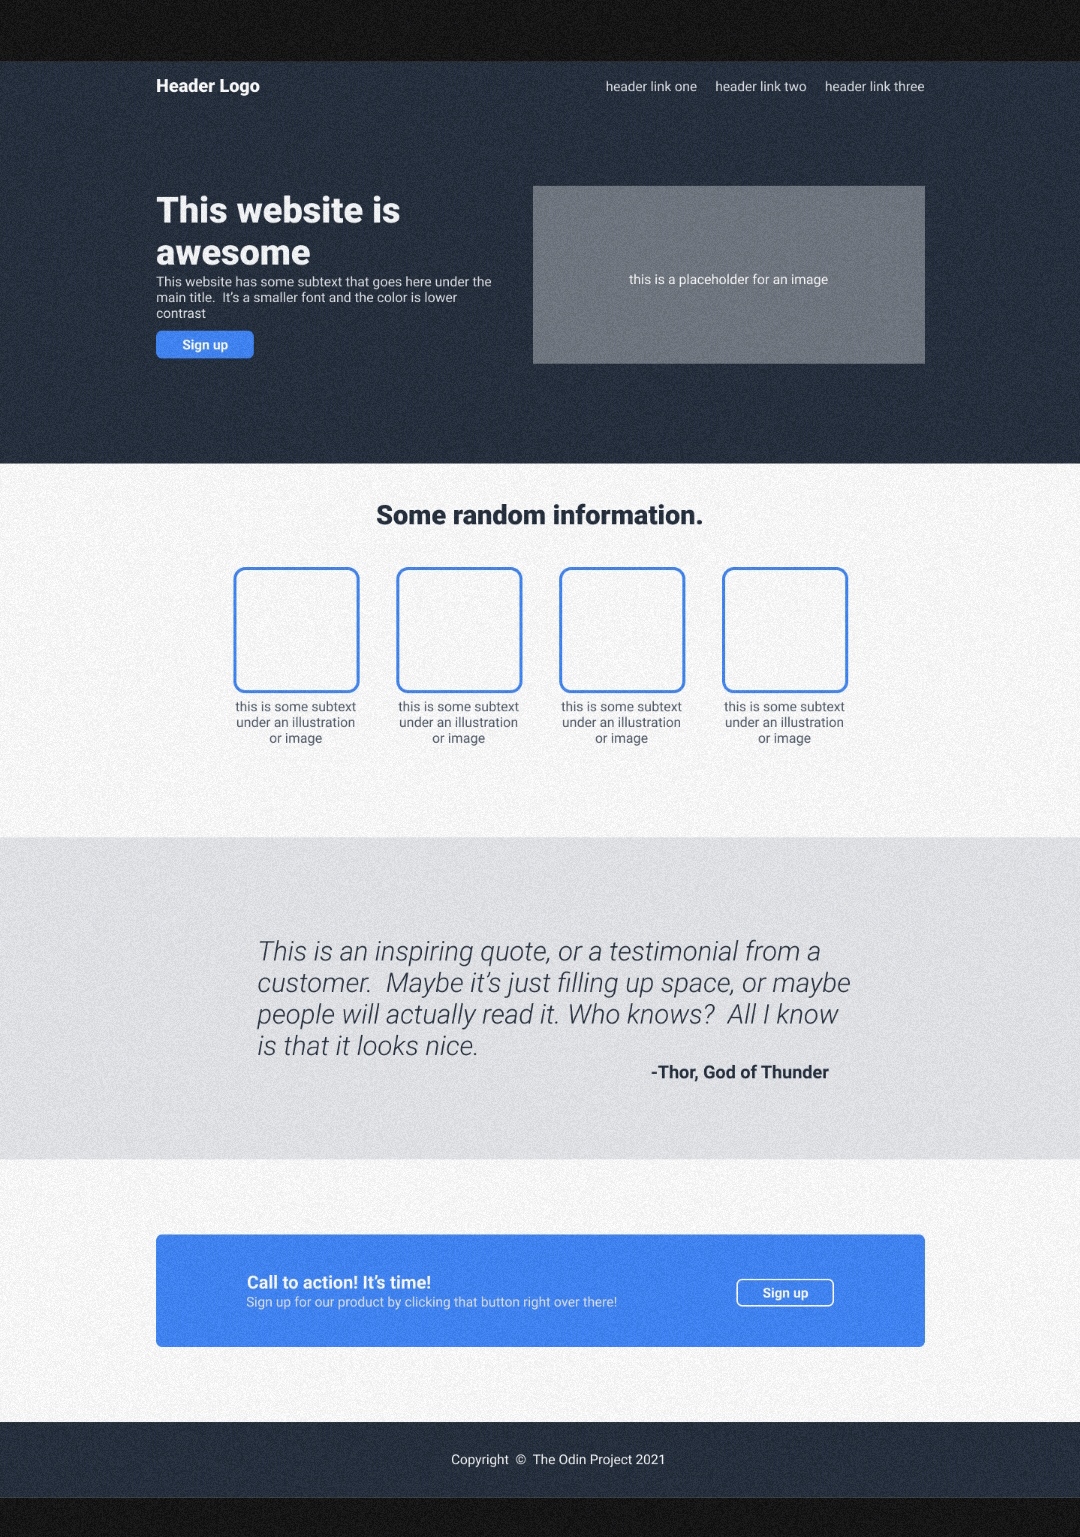 Header Logo
header link one
header link two
header link three
This website is
awesome
This website has some subtext that goes here under the
main title.  It’s a smaller font and the color is lower
contrast
Sign up
this is a placeholder for an image
Some random information.
this is some subtext
under an illustration
or image
this is some subtext
under an illustration
or image
this is some subtext
under an illustration
or image
this is some subtext
under an illustration
or image
This is an inspiring quote, or a testimonial from a
customer.  Maybe it’s just filling up space, or maybe
people will actually read it. Who knows?  All I know
is that it looks nice.
-Thor, God of Thunder
Call to action! It’s time!
Sign up for our product by clicking that button right over there!
Sign up
Copyright © The Odin Project 2021